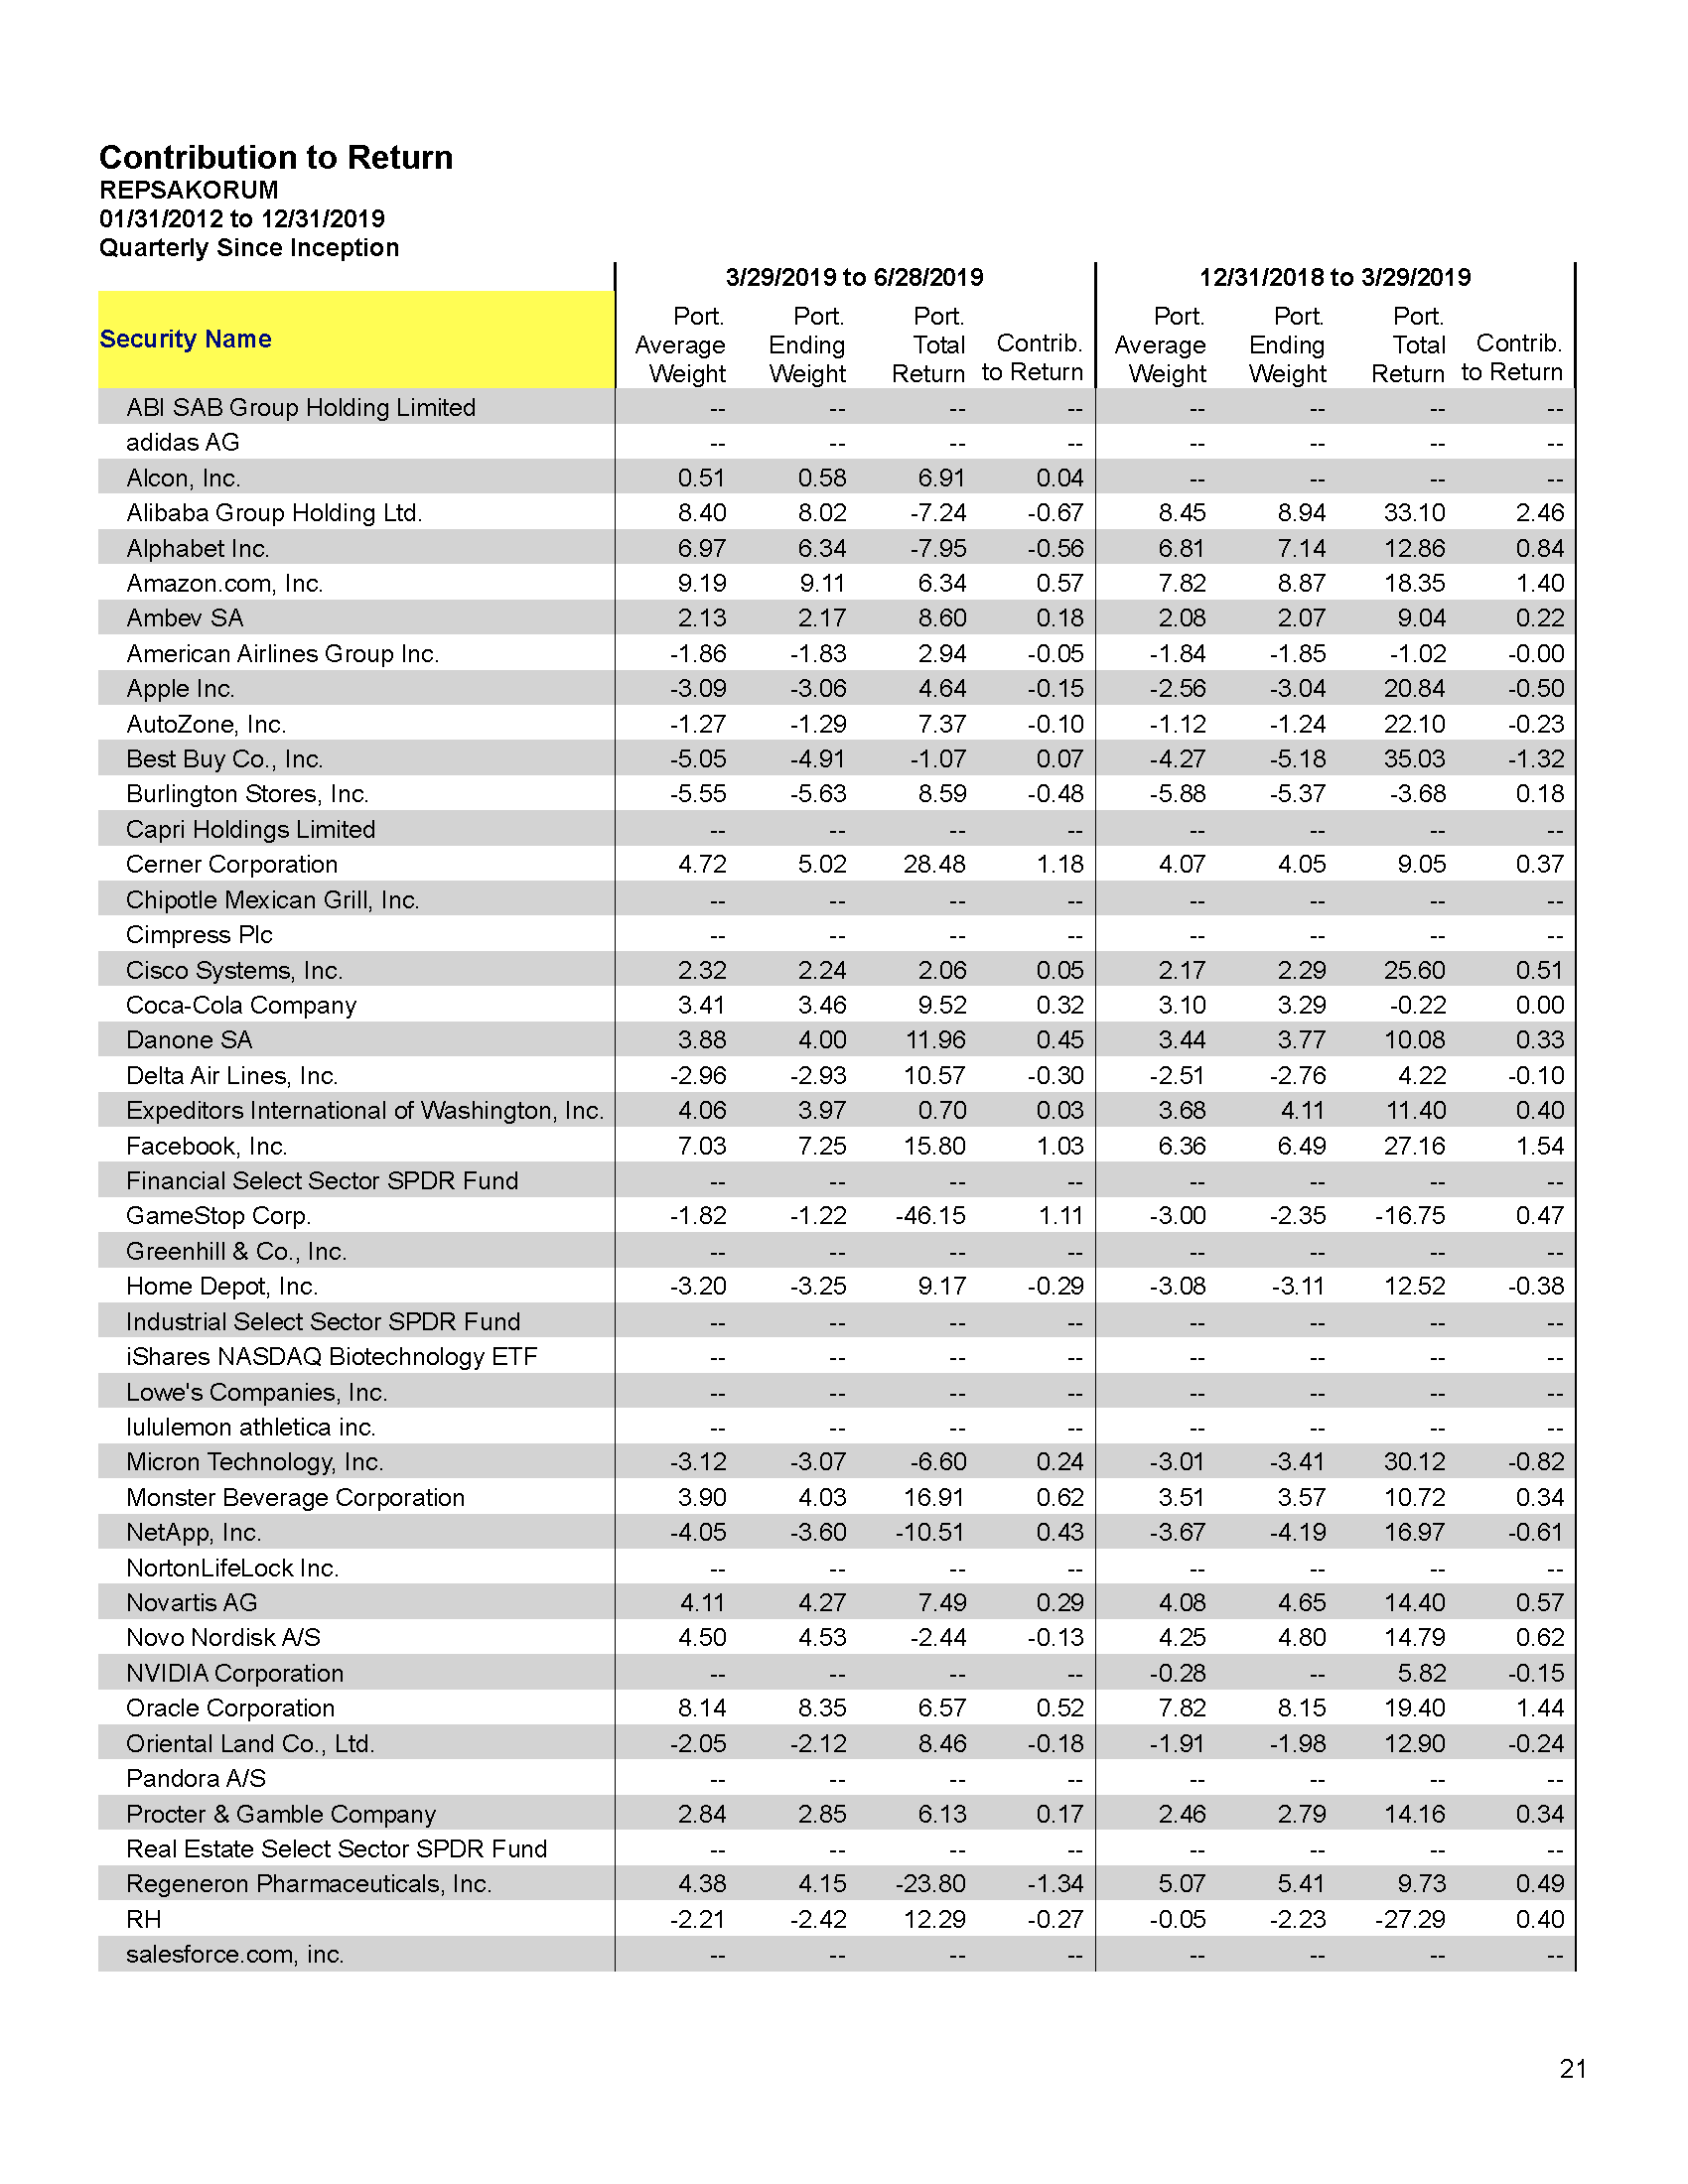 Contribution to Return
REPSAKORUM
01/31/2012 to 12/31/2019
Quarterly Since Inception
3/29/2019 to 6/28/2019 12/31/2018 to 3/29/2019
Security Name Port. Average Weight Port. Ending Weight Port. Total Return Contrib. to Return Port. Average Weight Port. Ending Weight Port. Total Return Contrib. to Return
ABI SAB Group Holding Limited -- -- -- -- -- -- -- --
adidas AG -- -- -- -- -- -- -- --
Alcon, Inc. 0.51 0.58 6.91 0.04 -- -- -- --
Alibaba Group Holding Ltd. 8.40 8.02 -7.24 -0.67 8.45 8.94 33.10 2.46
Alphabet Inc. 6.97 6.34 -7.95 -0.56 6.81 7.14 12.86 0.84
Amazon.com, Inc. 9.19 9.11 6.34 0.57 7.82 8.87 18.35 1.40
Ambev SA 2.13 2.17 8.60 0.18 2.08 2.07 9.04 0.22
American Airlines Group Inc. -1.86 -1.83 2.94 -0.05 -1.84 -1.85 -1.02 -0.00
Apple Inc. -3.09 -3.06 4.64 -0.15 -2.56 -3.04 20.84 -0.50
AutoZone, Inc. -1.27 -1.29 7.37 -0.10 -1.12 -1.24 22.10 -0.23
Best Buy Co., Inc. -5.05 -4.91 -1.07 0.07 -4.27 -5.18 35.03 -1.32
Burlington Stores, Inc. -5.55 -5.63 8.59 -0.48 -5.88 -5.37 -3.68 0.18
Capri Holdings Limited -- -- -- -- -- -- -- --
Cerner Corporation 4.72 5.02 28.48 1.18 4.07 4.05 9.05 0.37
Chipotle Mexican Grill, Inc. -- -- -- -- -- -- -- --
Cimpress Plc -- -- -- -- -- -- -- --
Cisco Systems, Inc. 2.32 2.24 2.06 0.05 2.17 2.29 25.60 0.51
Coca-Cola Company 3.41 3.46 9.52 0.32 3.10 3.29 -0.22 0.00
Danone SA 3.88 4.00 11.96 0.45 3.44 3.77 10.08 0.33
Delta Air Lines, Inc. -2.96 -2.93 10.57 -0.30 -2.51 -2.76 4.22 -0.10
Expeditors International of Washington, Inc. 4.06 3.97 0.70 0.03 3.68 4.11 11.40 0.40
Facebook, Inc. 7.03 7.25 15.80 1.03 6.36 6.49 27.16 1.54
Financial Select Sector SPDR Fund -- -- -- -- -- -- -- --
GameStop Corp. -1.82 -1.22 -46.15 1.11 -3.00 -2.35 -16.75 0.47
Greenhill & Co., Inc. -- -- -- -- -- -- -- --
Home Depot, Inc. -3.20 -3.25 9.17 -0.29 -3.08 -3.11 12.52 -0.38
Industrial Select Sector SPDR Fund -- -- -- -- -- -- -- --
iShares NASDAQ Biotechnology ETF -- -- -- -- -- -- -- --
Lowe's Companies, Inc. -- -- -- -- -- -- -- --
lululemon athletica inc. -- -- -- -- -- -- -- --
Micron Technology, Inc. -3.12 -3.07 -6.60 0.24 -3.01 -3.41 30.12 -0.82
Monster Beverage Corporation 3.90 4.03 16.91 0.62 3.51 3.57 10.72 0.34
NetApp, Inc. -4.05 -3.60 -10.51 0.43 -3.67 -4.19 16.97 -0.61
NortonLifeLock Inc. -- -- -- -- -- -- -- --
Novartis AG 4.11 4.27 7.49 0.29 4.08 4.65 14.40 0.57
Novo Nordisk A/S 4.50 4.53 -2.44 -0.13 4.25 4.80 14.79 0.62
NVIDIA Corporation -- -- -- -- -0.28 -- 5.82 -0.15
Oracle Corporation 8.14 8.35 6.57 0.52 7.82 8.15 19.40 1.44
Oriental Land Co., Ltd. -2.05 -2.12 8.46 -0.18 -1.91 -1.98 12.90 -0.24
Pandora A/S -- -- -- -- -- -- -- --
Procter & Gamble Company 2.84 2.85 6.13 0.17 2.46 2.79 14.16 0.34
Real Estate Select Sector SPDR Fund -- -- -- -- -- -- -- --
Regeneron Pharmaceuticals, Inc. 4.38 4.15 -23.80 -1.34 5.07 5.41 9.73 0.49
RH -2.21 -2.42 12.29 -0.27 -0.05 -2.23 -27.29 0.40
salesforce.com, inc. -- -- -- -- -- -- -- --
21